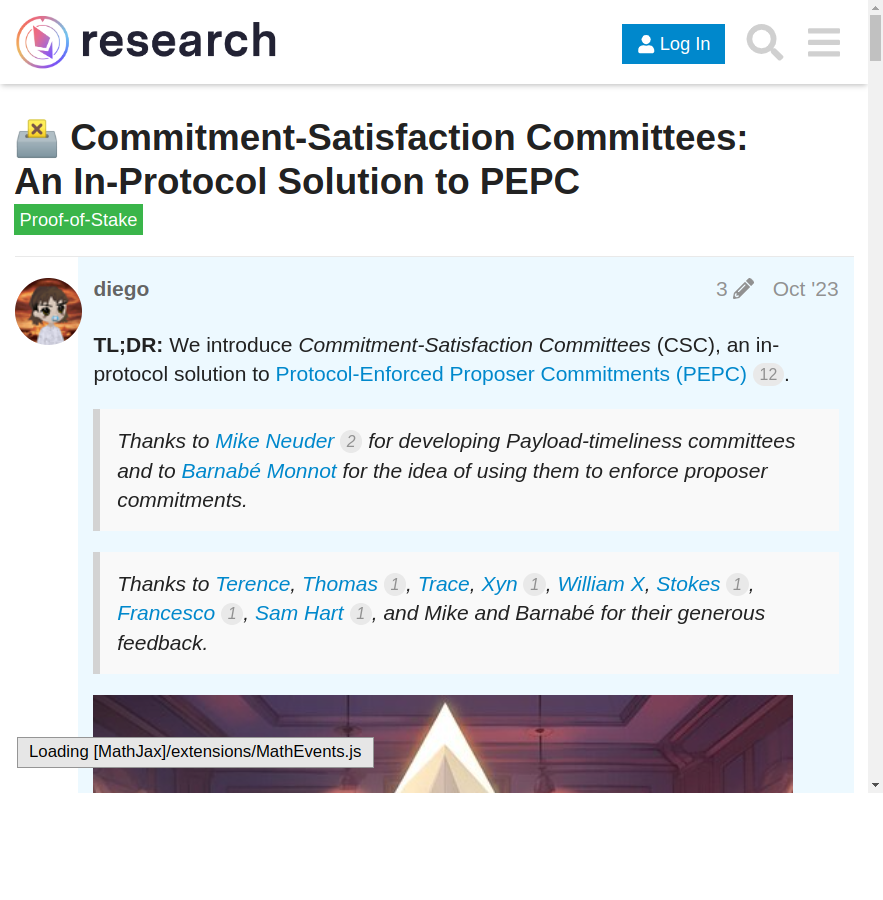 research
Log In
Commitment-Satisfaction Committees:
An In-Protocol Solution to PEPC
Proof-of-Stake
diego 3 Oct '23
TL;DR: We introduce Commitment-Satisfaction Committees (CSC), an in-
protocol solution to Protocol-Enforced Proposer Commitments (PEPC) 12.
Thanks to Mike Neuder 2 for developing Payload-timeliness committees
and to Barnabé Monnot for the idea of using them to enforce proposer
commitments.
Thanks to Terence, Thomas 1, Trace, Xyn 1, William X, Stokes 1,
Francesco 1, Sam Hart 1, and Mike and Barnabé for their generous
feedback.
Loading [MathJax]/extensions/MathEvents.js